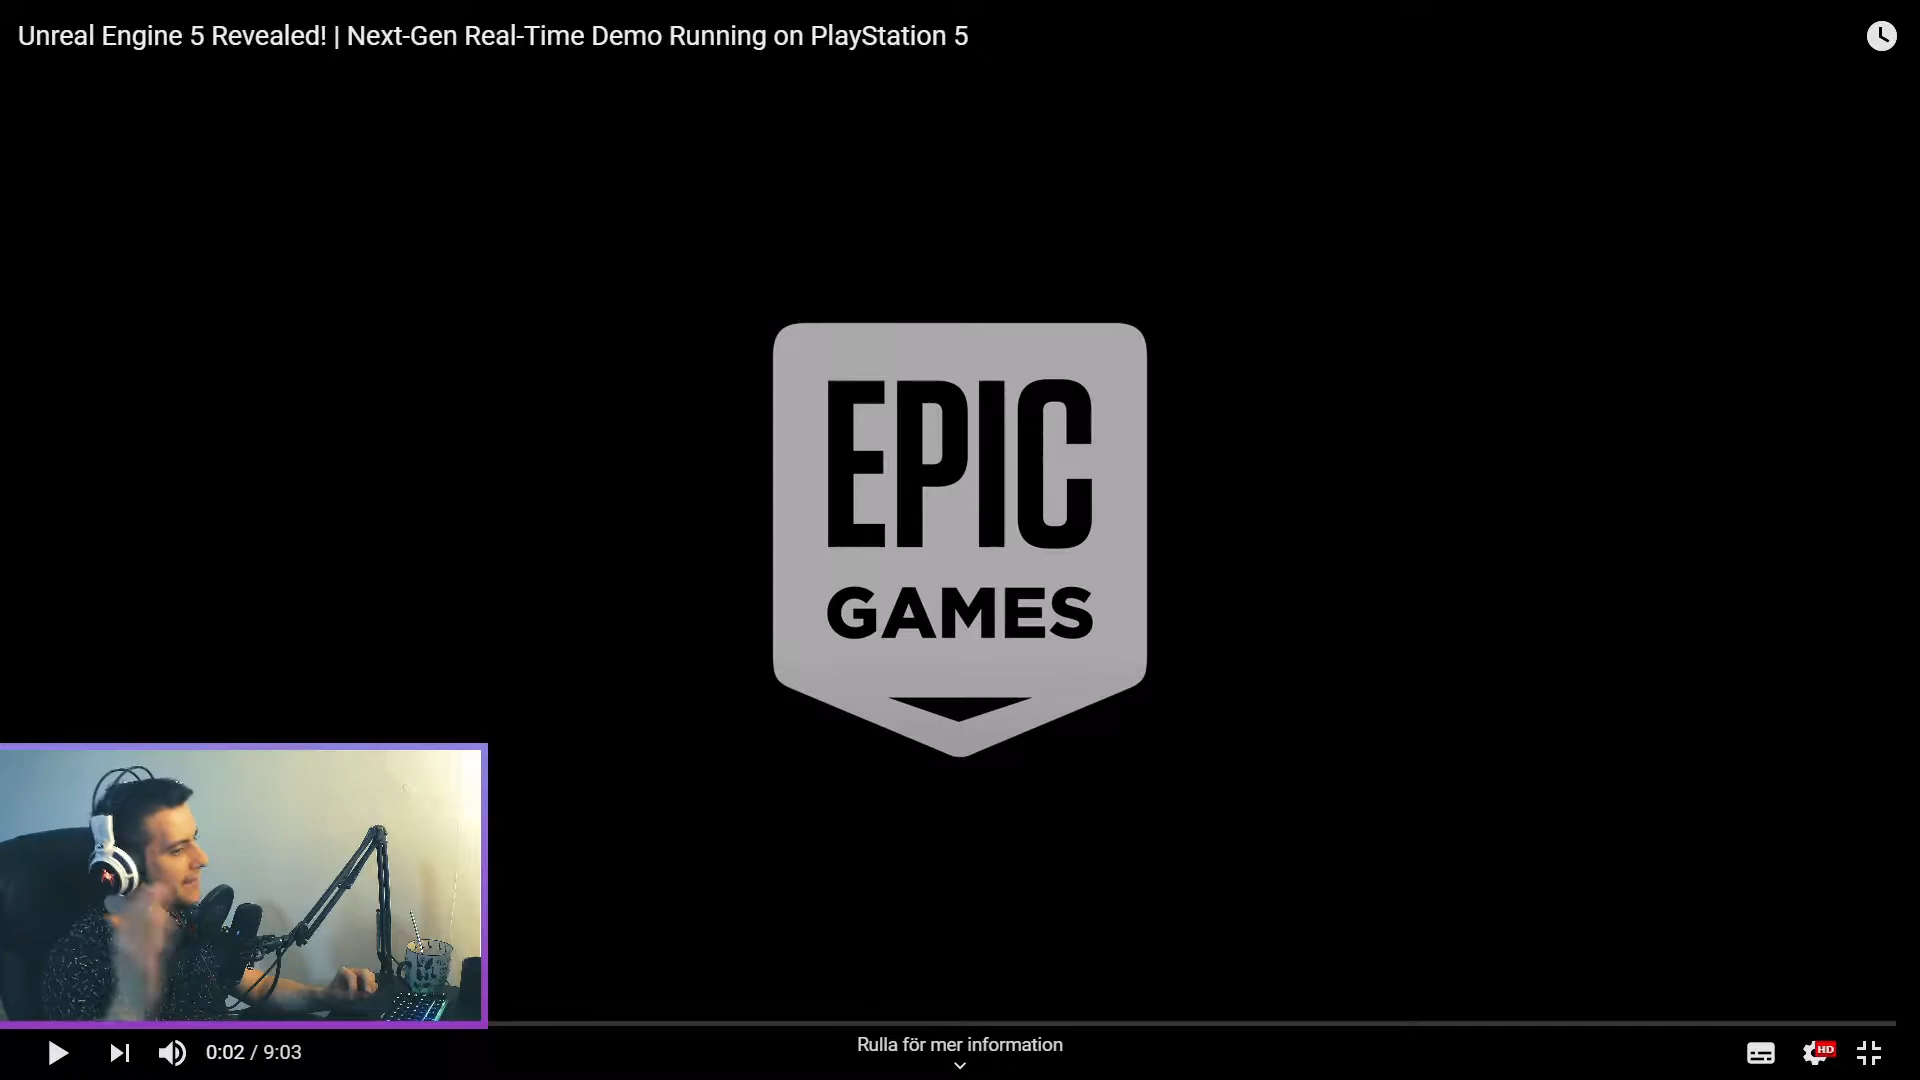 Unreal Engine 5 Revealed! | Next-Gen Real-Time Demo Running on PlayStation 5
EPIC
GAMES
0:02 / 9:03
Rulla för mer information
HD